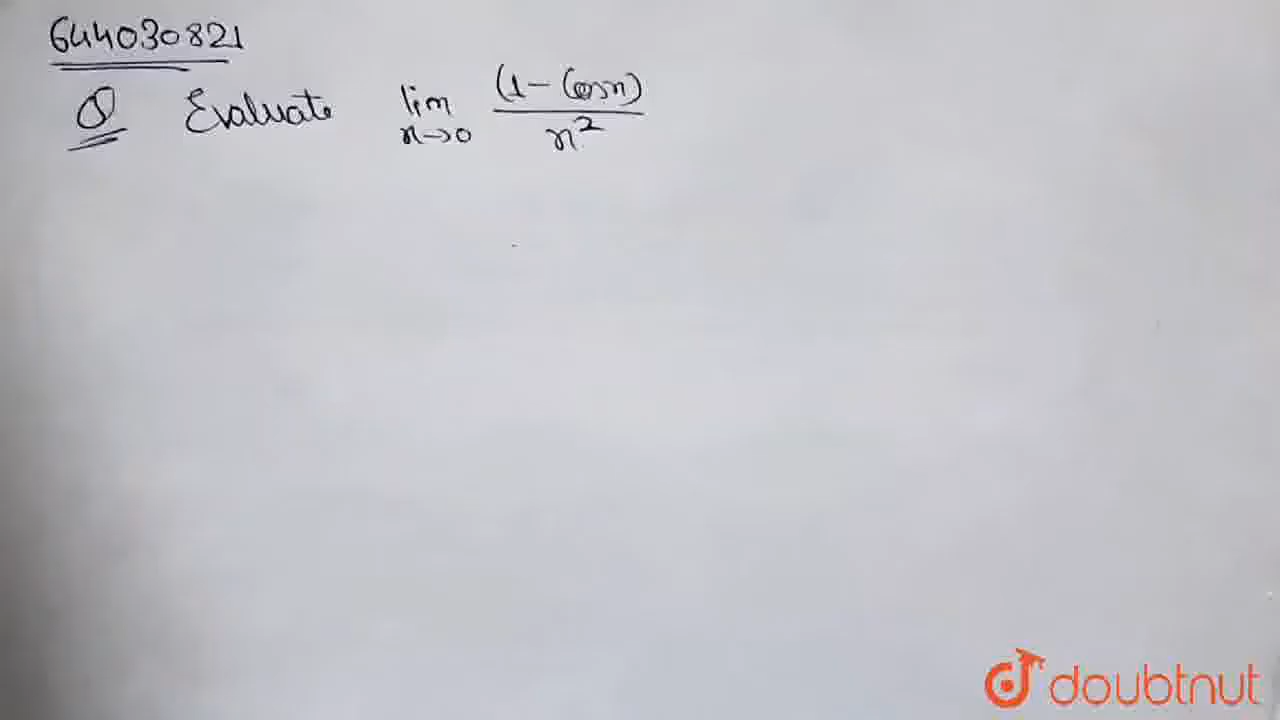 644030821
Q Evaluate lim x→0 (1 - Cosx) / x²
doubtnut